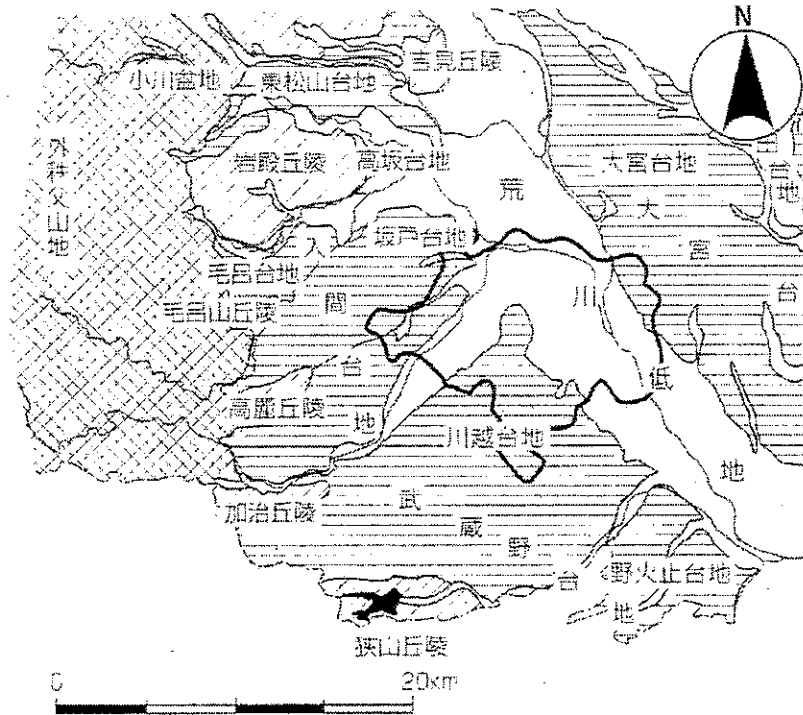 N
吉見丘陵
小川盆地
東松山台地
外秩父山地
岩殿丘陵
高坂台地
大宮台地
荒川低地
大宮台
坂戸台地
入間台地
毛呂台地
毛呂山丘陵
高麗丘陵
川越台地
加治丘陵
武蔵野台地
野火止台地
狭山丘陵
0
20km